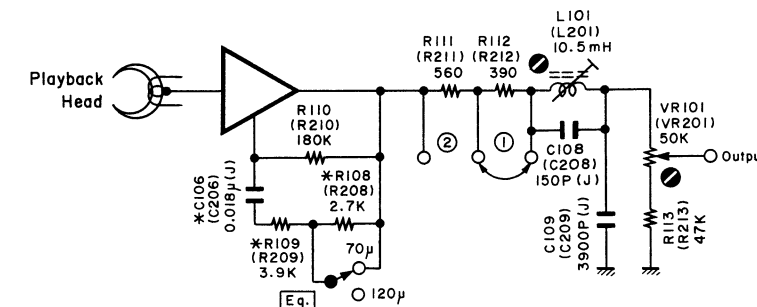 L101
(L201)
10.5mH
R111
(R211)
560
R112
(R212)
390
Playback
Head
R110
(R210)
180K
VR101
(VR201)
50K
②
①
Outpu
C108
(C208)
150P(J)
*C106
(C206)
0.018μ(J)
*R108
(R208)
2.7K
*R109
(R209)
3.9K
70μ
120μ
Eq.
C109
(C209)
3900P(J)
R113
(R213)
47K